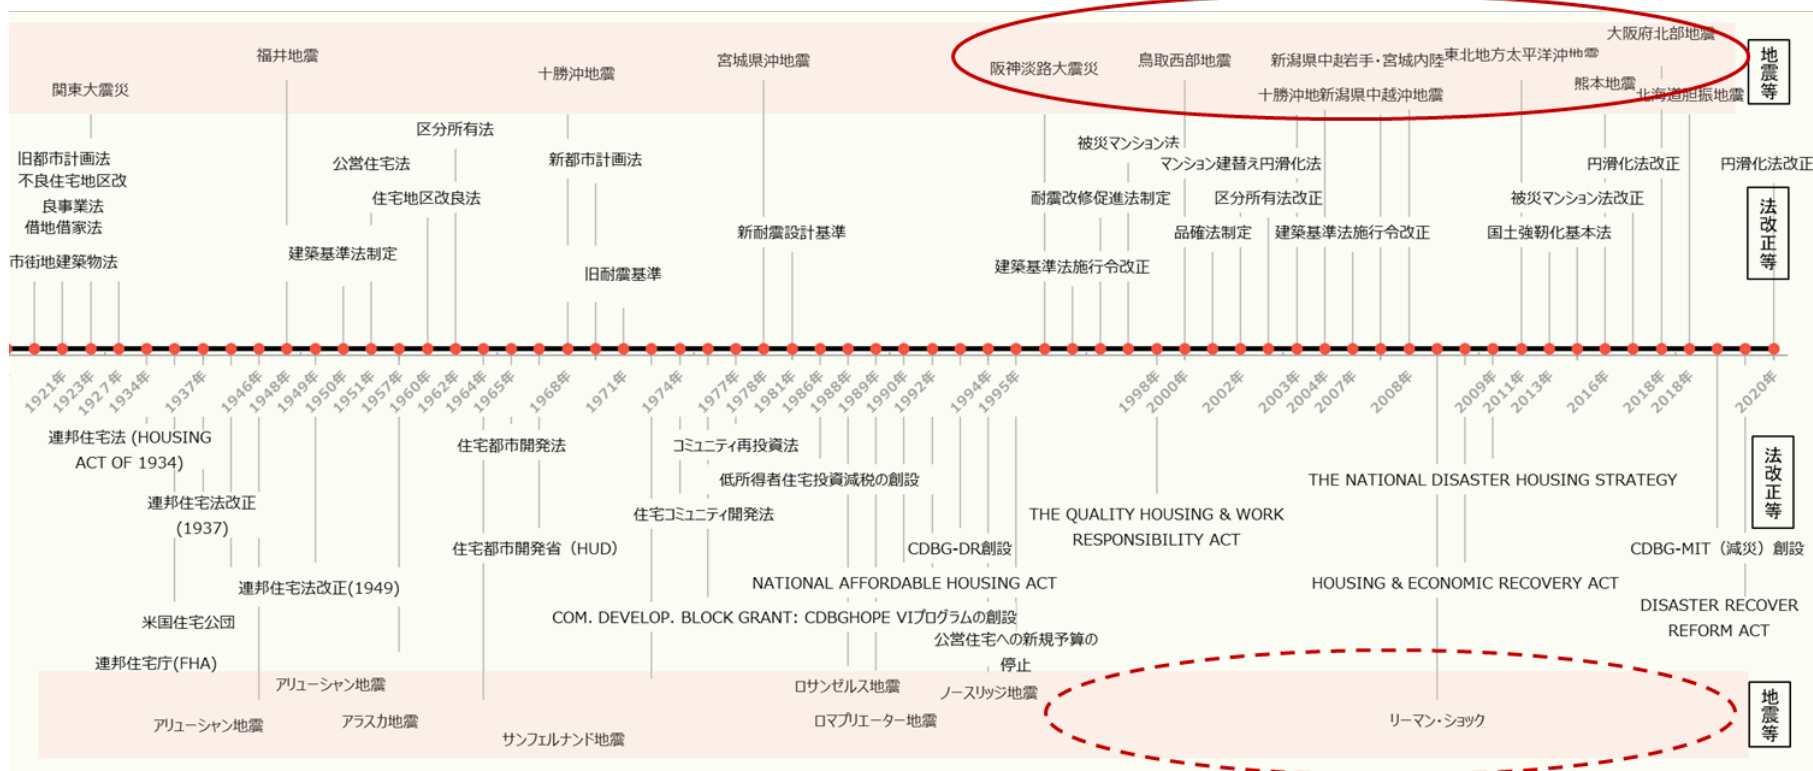 福井地震
宮城県沖地震
大阪府北部地震
関東大震災
十勝沖地震
阪神淡路大震災
鳥取西部地震
新潟県中越
岩手・宮城内陸
東北地方太平洋沖地震
熊本地震
十勝沖地
新潟県中越沖地震
北海道胆振地震
地震等
区分所有法
被災マンション法
旧都市計画法
不良住宅地区改
良事業法
借地借家法
市街地建築物法
公営住宅法
住宅地区改良法
新都市計画法
マンション建替え円滑化法
円滑化法改正
円滑化法改正
耐震改修促進法制定
区分所有法改正
被災マンション法改正
建築基準法制定
新耐震設計基準
品確法制定
建築基準法施行令改正
国土強靭化基本法
旧耐震基準
建築基準法施行令改正
法改正等
1921年
1923年
1927年
1934年
1937年
1946年
1948年
1949年
1950年
1951年
1957年
1960年
1962年
1964年
1965年
1968年
1971年
1974年
1977年
1978年
1981年
1986年
1988年
1989年
1990年
1992年
1994年
1995年
1998年
2000年
2002年
2003年
2004年
2007年
2008年
2009年
2011年
2013年
2016年
2018年
2018年
2020年
連邦住宅法 (HOUSING
ACT OF 1934)
住宅都市開発法
コミュニティ再投資法
低所得者住宅投資減税の創設
THE NATIONAL DISASTER HOUSING STRATEGY
連邦住宅法改正
(1937)
住宅コミュニティ開発法
THE QUALITY HOUSING & WORK
RESPONSIBILITY ACT
住宅都市開発省（HUD）
CDBG-DR創設
CDBG-MIT（減災）創設
連邦住宅法改正(1949)
NATIONAL AFFORDABLE HOUSING ACT
HOUSING & ECONOMIC RECOVERY ACT
米国住宅公団
COM. DEVELOP. BLOCK GRANT: CDBG
HOPE VIプログラムの創設
DISASTER RECOVER
REFORM ACT
公営住宅への新規予算の
停止
連邦住宅庁(FHA)
法改正等
アリューシャン地震
ロサンゼルス地震
ノースリッジ地震
アリューシャン地震
アラスカ地震
ロマプリエーター地震
リーマン・ショック
サンフェルナンド地震
地震等